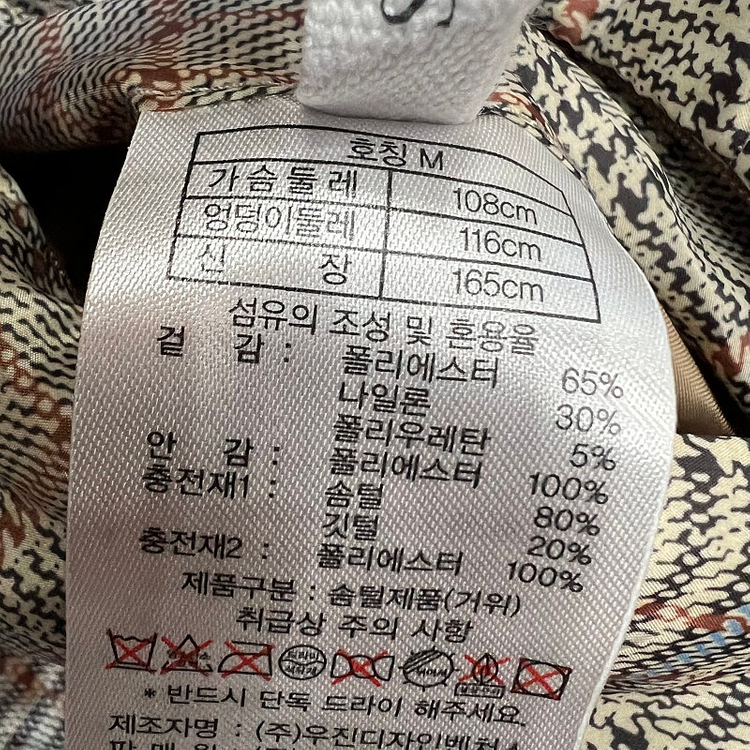 S
호칭 M
가슴둘레 108cm
엉덩이둘레 116cm
신 장 165cm
섬유의 조성 및 혼용율
겉 감 : 폴리에스터 65%
나일론 30%
폴리우레탄 5%
안 감 : 폴리에스터 100%
충전재1 : 솜털 80%
깃털 20%
충전재2 : 폴리에스터 100%
제품구분 : 솜털제품(거위)
취급상 주의 사항
드라이
* 반드시 단독 드라이 해주세요.
제조자명 : (주)우진디자인벤처